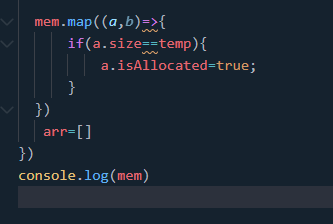 mem.map((a,b)=>{
if(a.size==temp){
a.isAllocated=true;
}
})
arr=[]
})
console.log(mem)